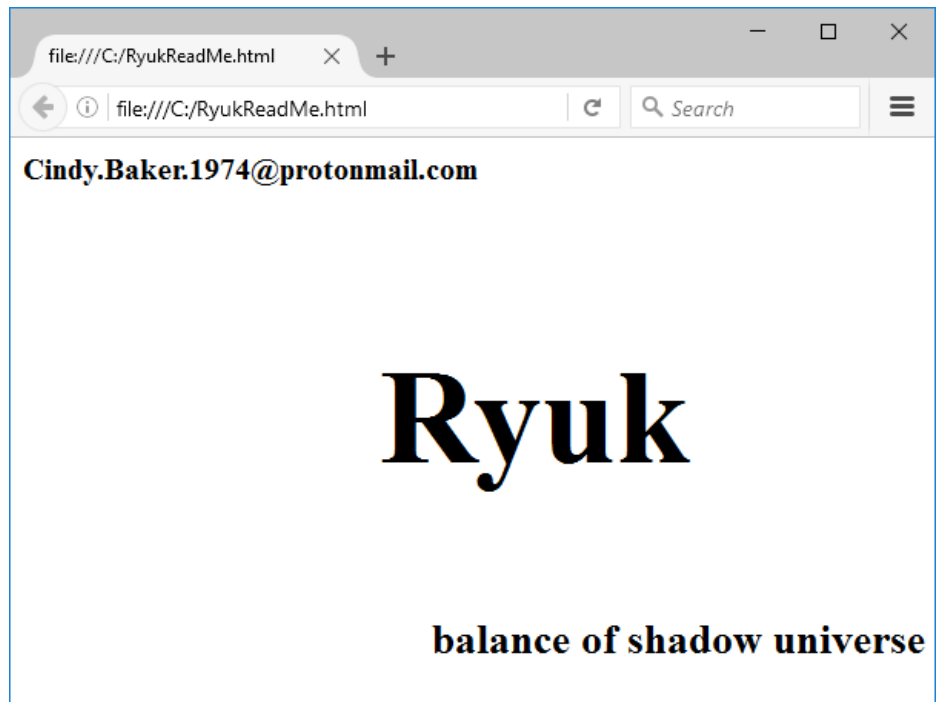 file:///C:/RyukReadMe.html
file:///C:/RyukReadMe.html
Search
Cindy.Baker.1974@protonmail.com
Ryuk
balance of shadow universe